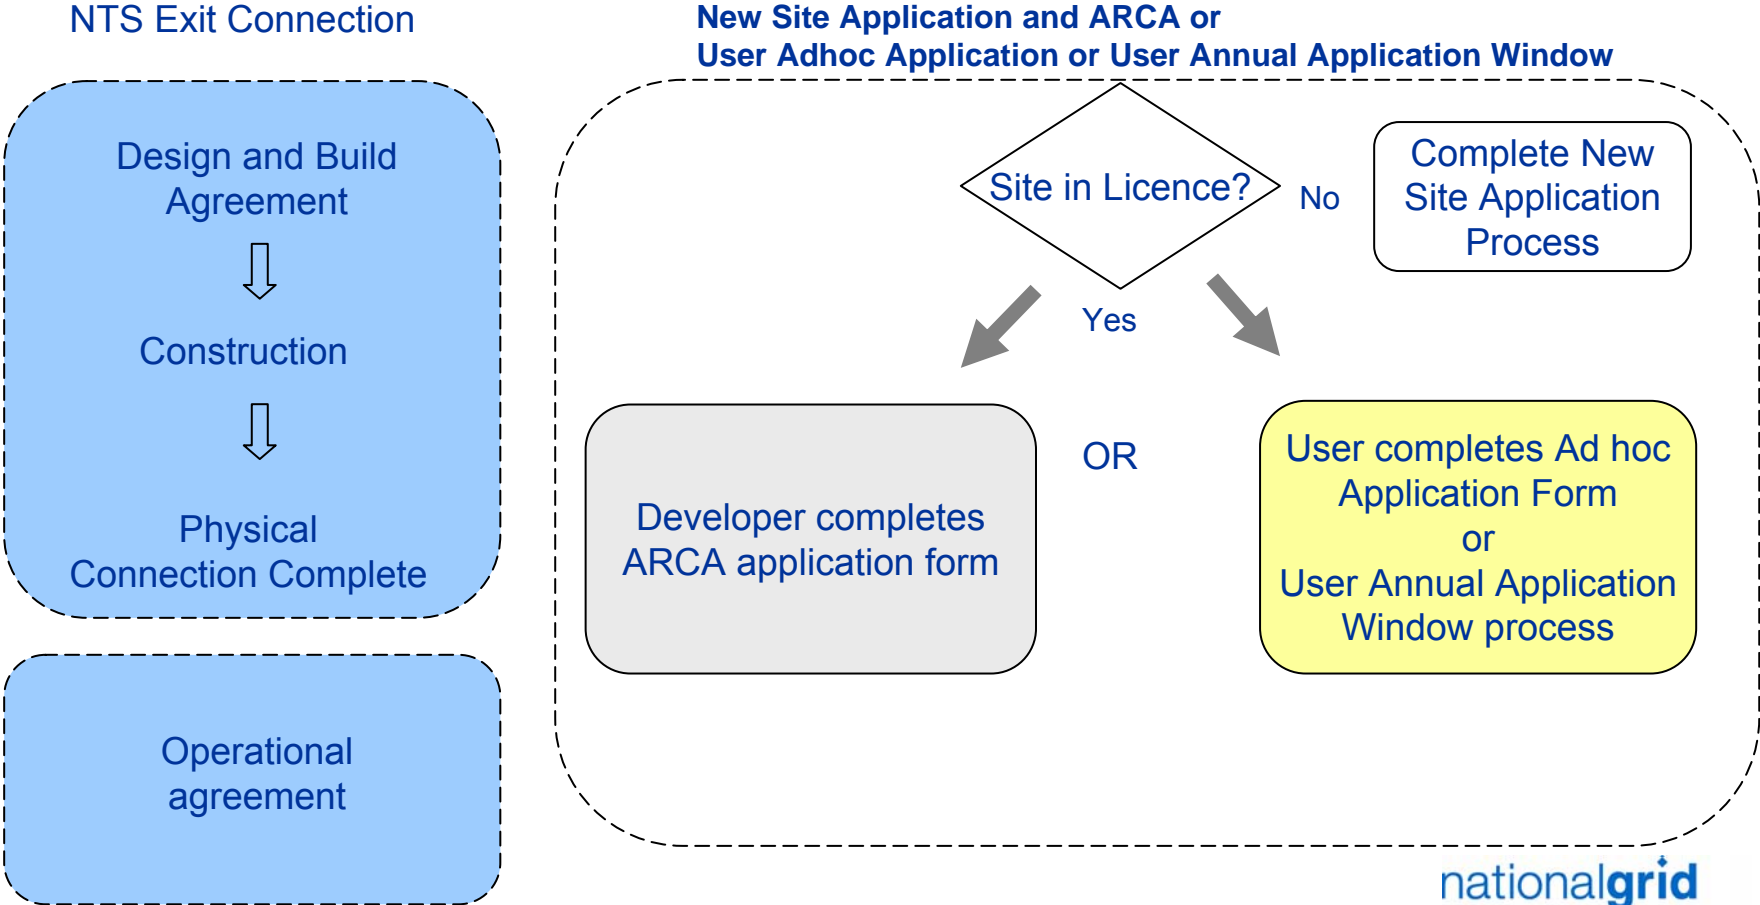 NTS Exit Connection
Design and Build
Agreement
Construction
Physical
Connection Complete
Operational
agreement
New Site Application and ARCA or
User Adhoc Application or User Annual Application Window
Site in Licence?
No
Complete New
Site Application
Process
Yes
Developer completes
ARCA application form
OR
User completes Ad hoc
Application Form
or
User Annual Application
Window process
nationalgrid